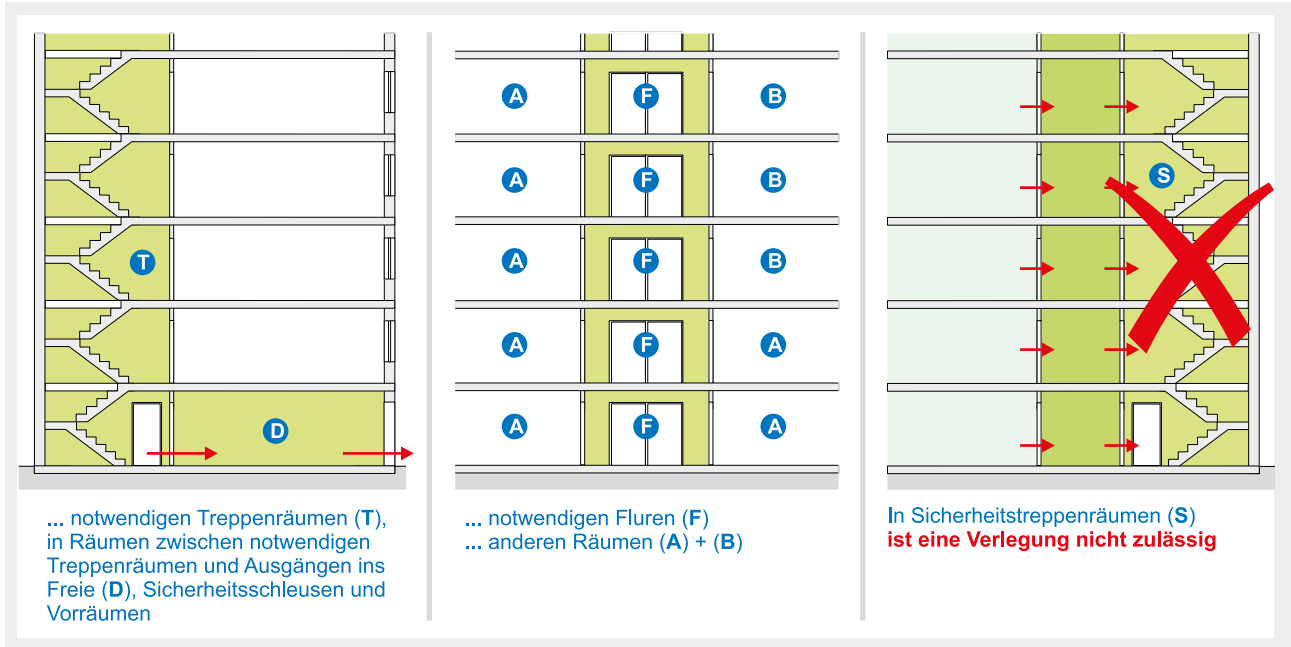 T
D
... notwendigen Treppenräumen (T),
in Räumen zwischen notwendigen
Treppenräumen und Ausgängen ins
Freie (D), Sicherheitsschleusen und
Vorräumen
A F B
A F B
A F B
A F A
A F A
... notwendigen Fluren (F)
... anderen Räumen (A) + (B)
S
In Sicherheitstreppenräumen (S)
ist eine Verlegung nicht zulässig